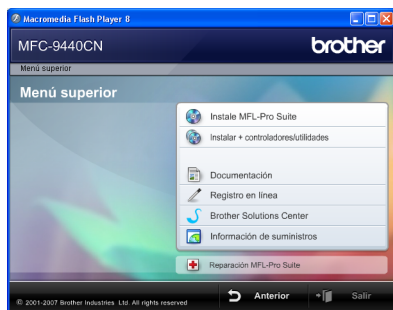 Macromedia Flash Player 8
MFC-9440CN
brother
Menú superior
Menú superior
Instale MFL-Pro Suite
Instalar + controladores/utilidades
Documentación
Registro en línea
Brother Solutions Center
Información de suministros
Reparación MFL-Pro Suite
© 2001-2007 Brother Industries Ltd. All rights reserved
Anterior
Salir